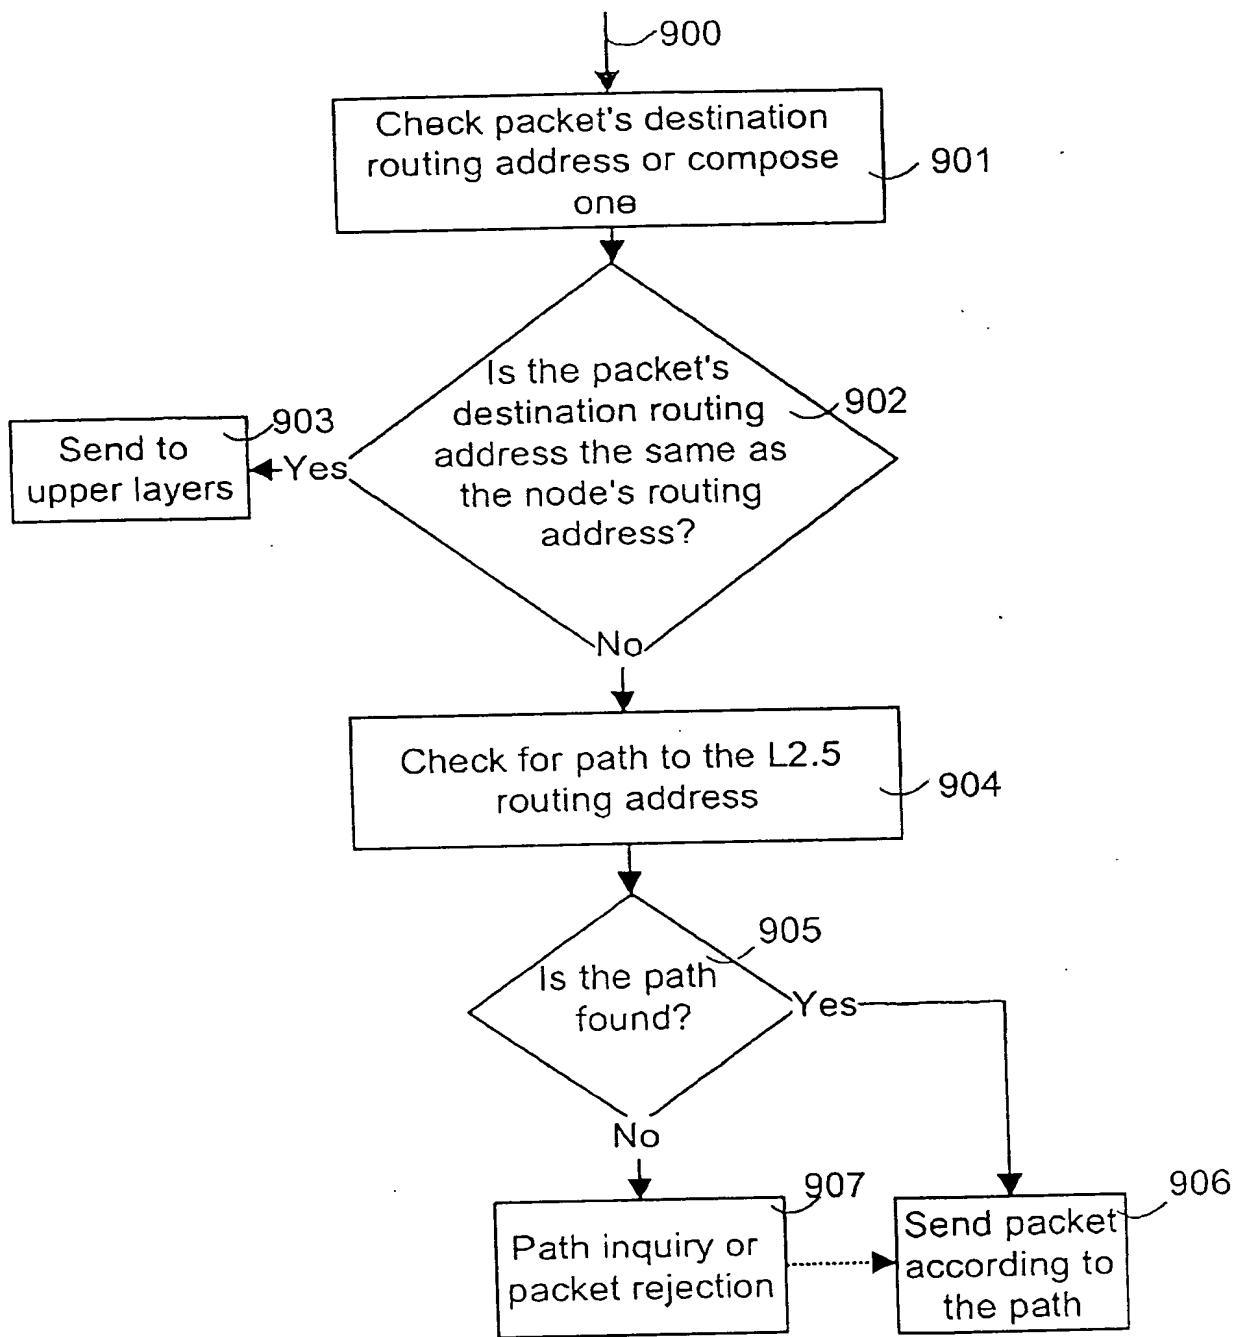 900
Check packet's destination
routing address or compose
one
901
Is the packet's
destination routing
address the same as
the node's routing
address?
902
903
Send to
upper layers
Yes
No
Check for path to the L2.5
routing address
904
905
Is the path
found?
Yes
No
907
Path inquiry or
packet rejection
906
Send packet
according to
the path